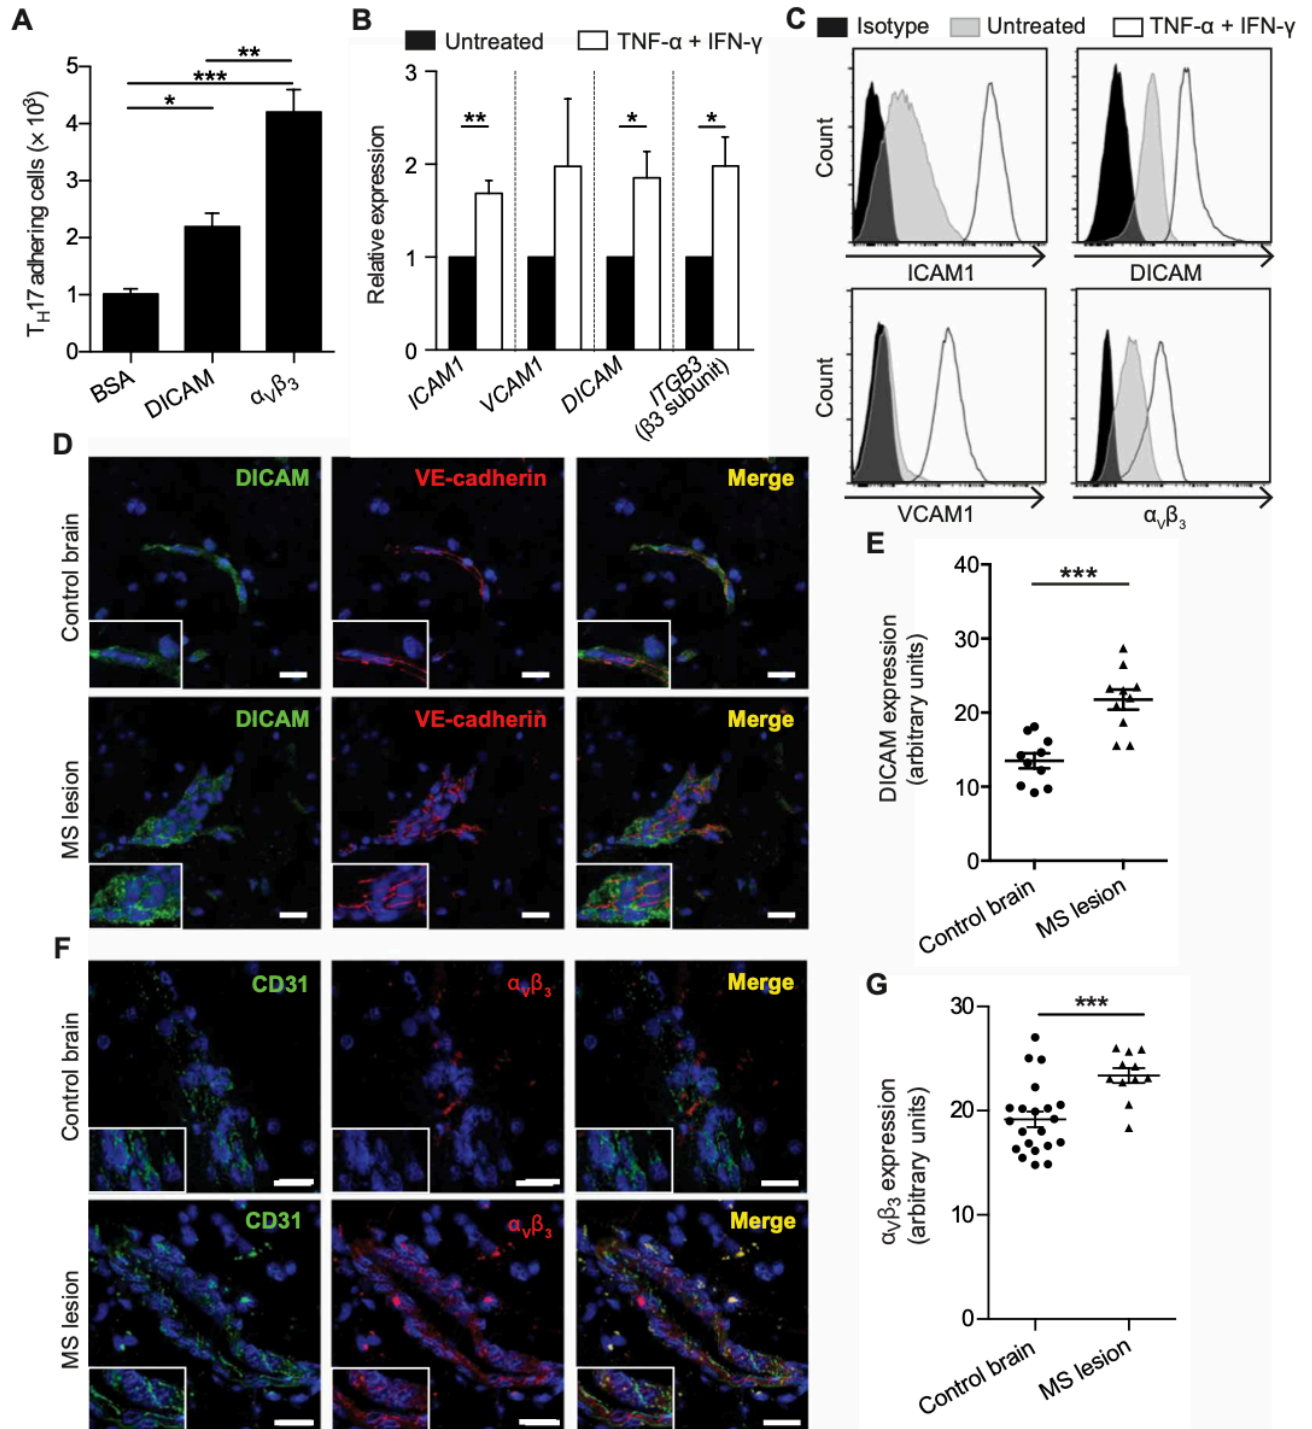 A
TH17 adhering cells (× 10³)
5
4
3
2
1
0
**
***
*
BSA
DICAM
αVβ3
B
Untreated
TNF-α + IFN-γ
Relative expression
3
2
1
0
**
*
*
ICAM1
VCAM1
DICAM
ITGB3
(β3 subunit)
C
Isotype
Untreated
TNF-α + IFN-γ
Count
ICAM1
DICAM
Count
VCAM1
αVβ3
D
Control brain
DICAM
VE-cadherin
Merge
MS lesion
DICAM
VE-cadherin
Merge
E
DICAM expression
(arbitrary units)
40
30
20
10
0
***
Control brain
MS lesion
F
Control brain
CD31
αVβ3
Merge
MS lesion
CD31
αVβ3
Merge
G
αVβ3 expression
(arbitrary units)
30
20
10
0
***
Control brain
MS lesion